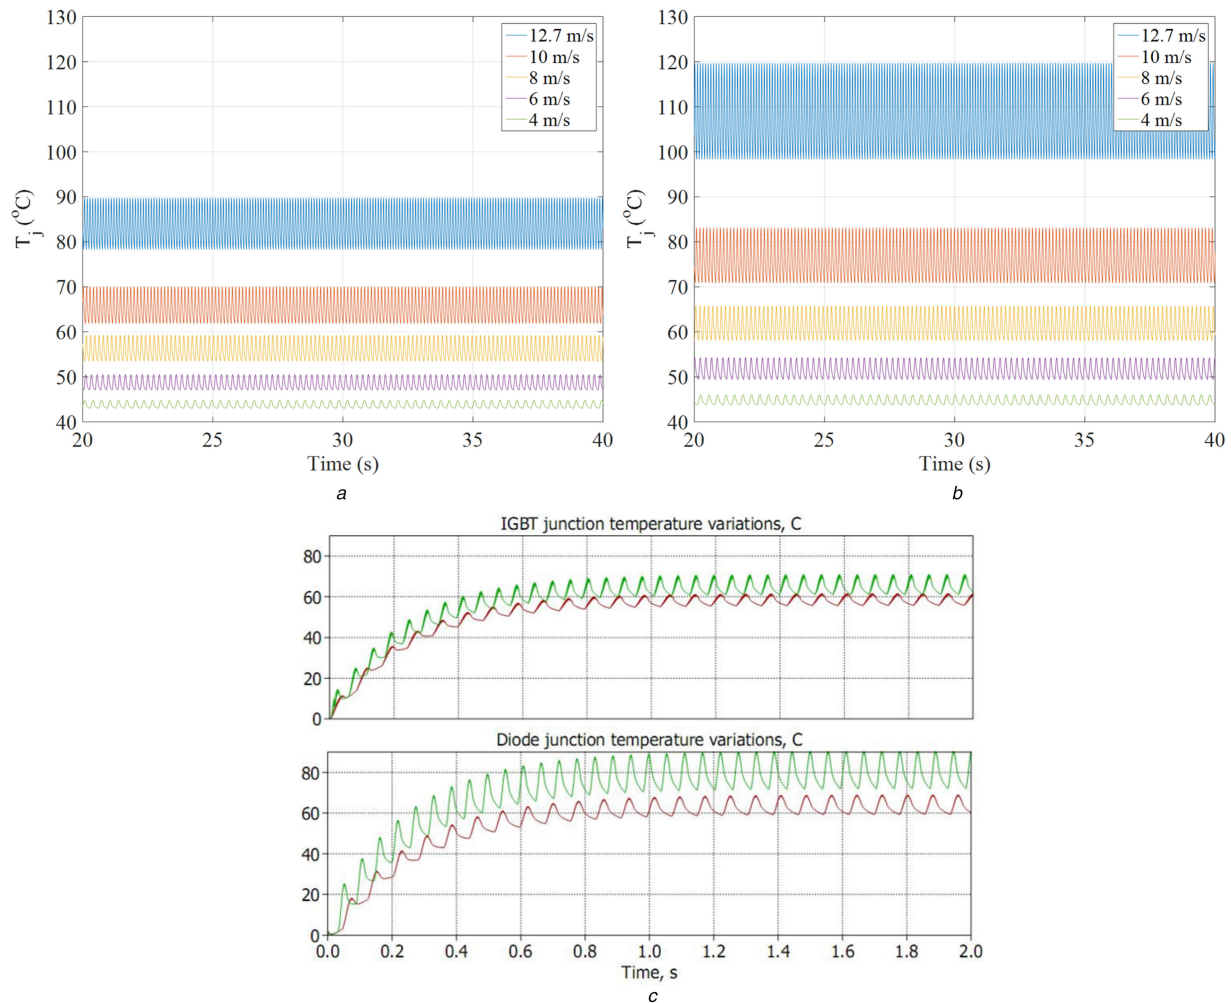 130
120
110
100
90
80
70
60
50
40
T_j (°C)
20
25
30
35
40
Time (s)
12.7 m/s
10 m/s
8 m/s
6 m/s
4 m/s
a
130
120
110
100
90
80
70
60
50
40
T_j (°C)
20
25
30
35
40
Time (s)
12.7 m/s
10 m/s
8 m/s
6 m/s
4 m/s
b
IGBT junction temperature variations, C
80
60
40
20
0
Diode junction temperature variations, C
80
60
40
20
0
0.0
0.2
0.4
0.6
0.8
1.0
1.2
1.4
1.6
1.8
2.0
Time, s
c